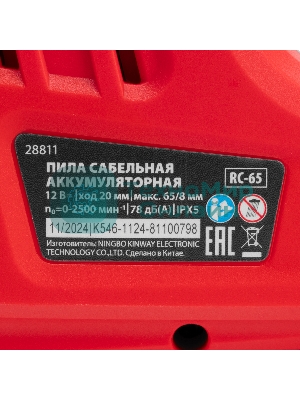 28811
ПИЛА САБЕЛЬНАЯ
АККУМУЛЯТОРНАЯ
RC-65
12 В⎓|ход 20 мм|макс. 65/8 мм
n₀=0-2500 мин⁻¹|78 дБ(А)|IPX5
11/2024|K546-1124-81100798
EAC
Изготовитель: NINGBO KINWAY ELECTRONIC
TECHNOLOGY CO.,LTD. Сделано в Китае.